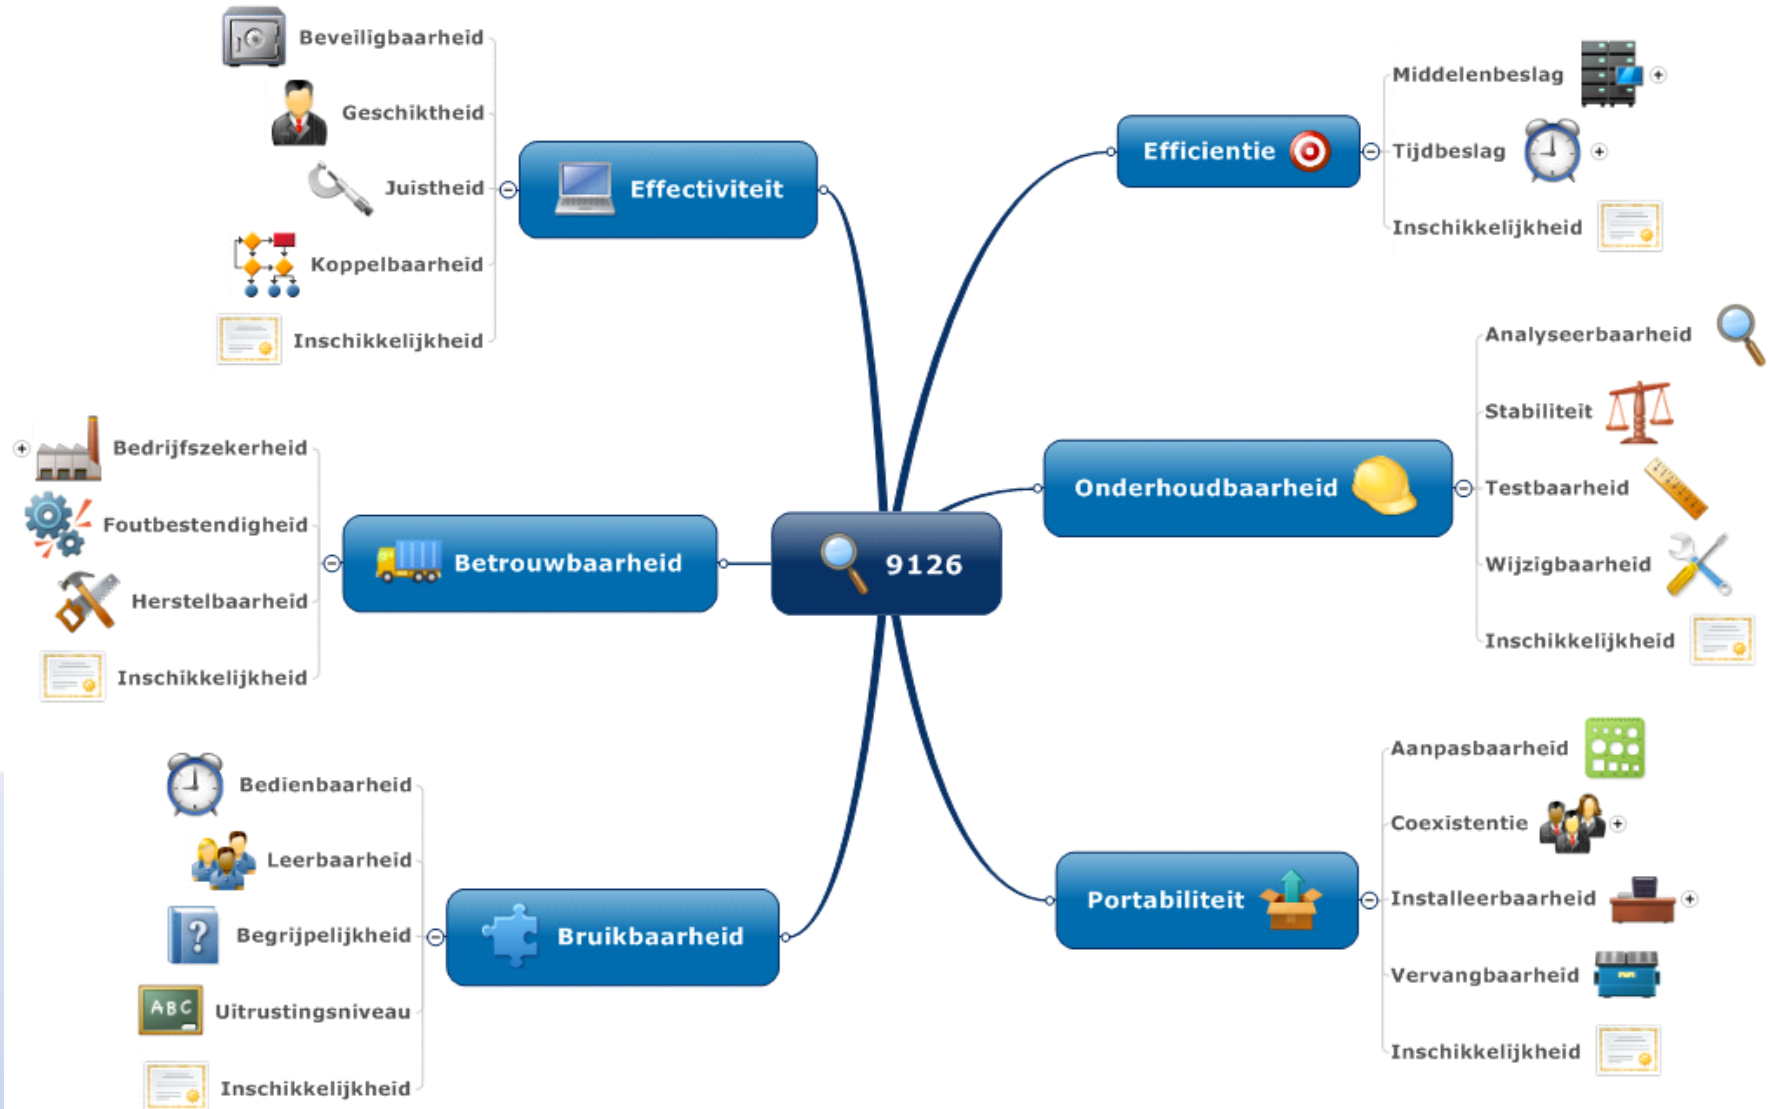 Beveiligbaarheid
Geschiktheid
Juistheid
Koppelbaarheid
Inschikkelijkheid
Effectiviteit
Bedrijfszekerheid
Foutbestendigheid
Herstelbaarheid
Inschikkelijkheid
Betrouwbaarheid
Bedienbaarheid
Leerbaarheid
Begrijpelijkheid
Uitrustingsniveau
ABC
Inschikkelijkheid
Bruikbaarheid
9126
Efficientie
Middelenbeslag
Tijdbeslag
Inschikkelijkheid
Onderhoudbaarheid
Analyseerbaarheid
Stabiliteit
Testbaarheid
Wijzigbaarheid
Inschikkelijkheid
Portabiliteit
Aanpasbaarheid
Coexistentie
Installeerbaarheid
Vervangbaarheid
Inschikkelijkheid